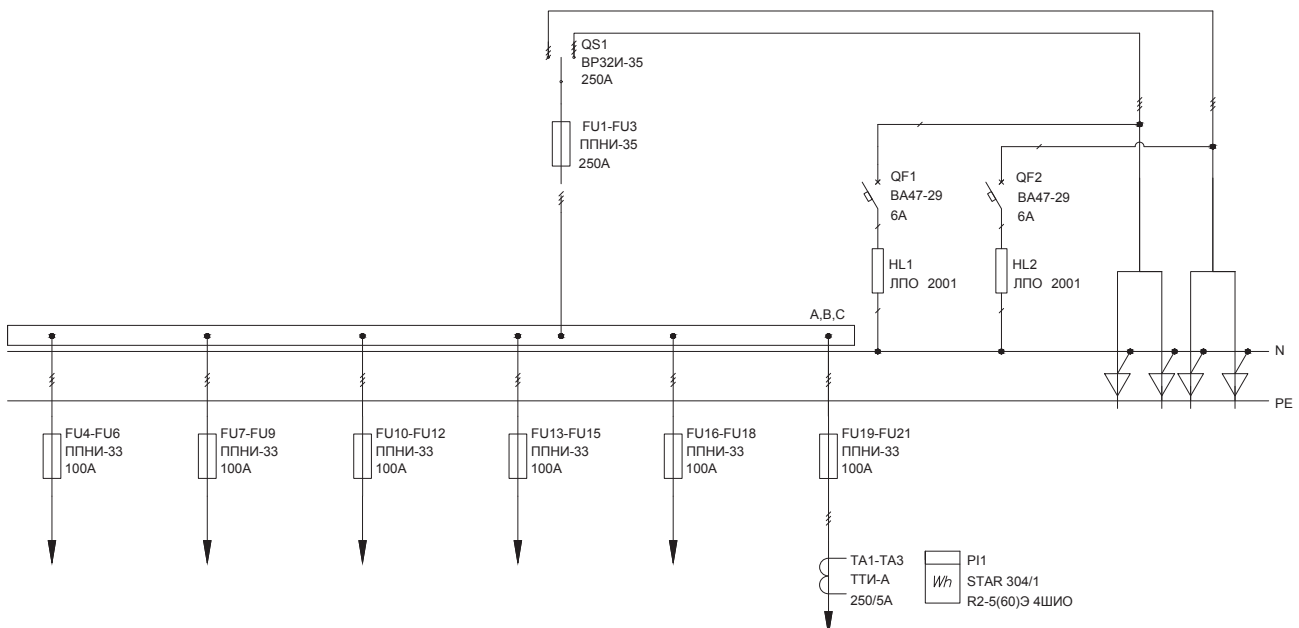 QS1
ВР32И-35
250А
FU1-FU3
ППНИ-35
250А
QF1
ВА47-29
6А
QF2
ВА47-29
6А
HL1
ЛПО 2001
HL2
ЛПО 2001
A,B,C
N
PE
FU4-FU6
ППНИ-33
100А
FU7-FU9
ППНИ-33
100А
FU10-FU12
ППНИ-33
100А
FU13-FU15
ППНИ-33
100А
FU16-FU18
ППНИ-33
100А
FU19-FU21
ППНИ-33
100А
TA1-TA3
ТТИ-А
250/5А
Wh
PI1
STAR 304/1
R2-5(60)Э 4ШИО